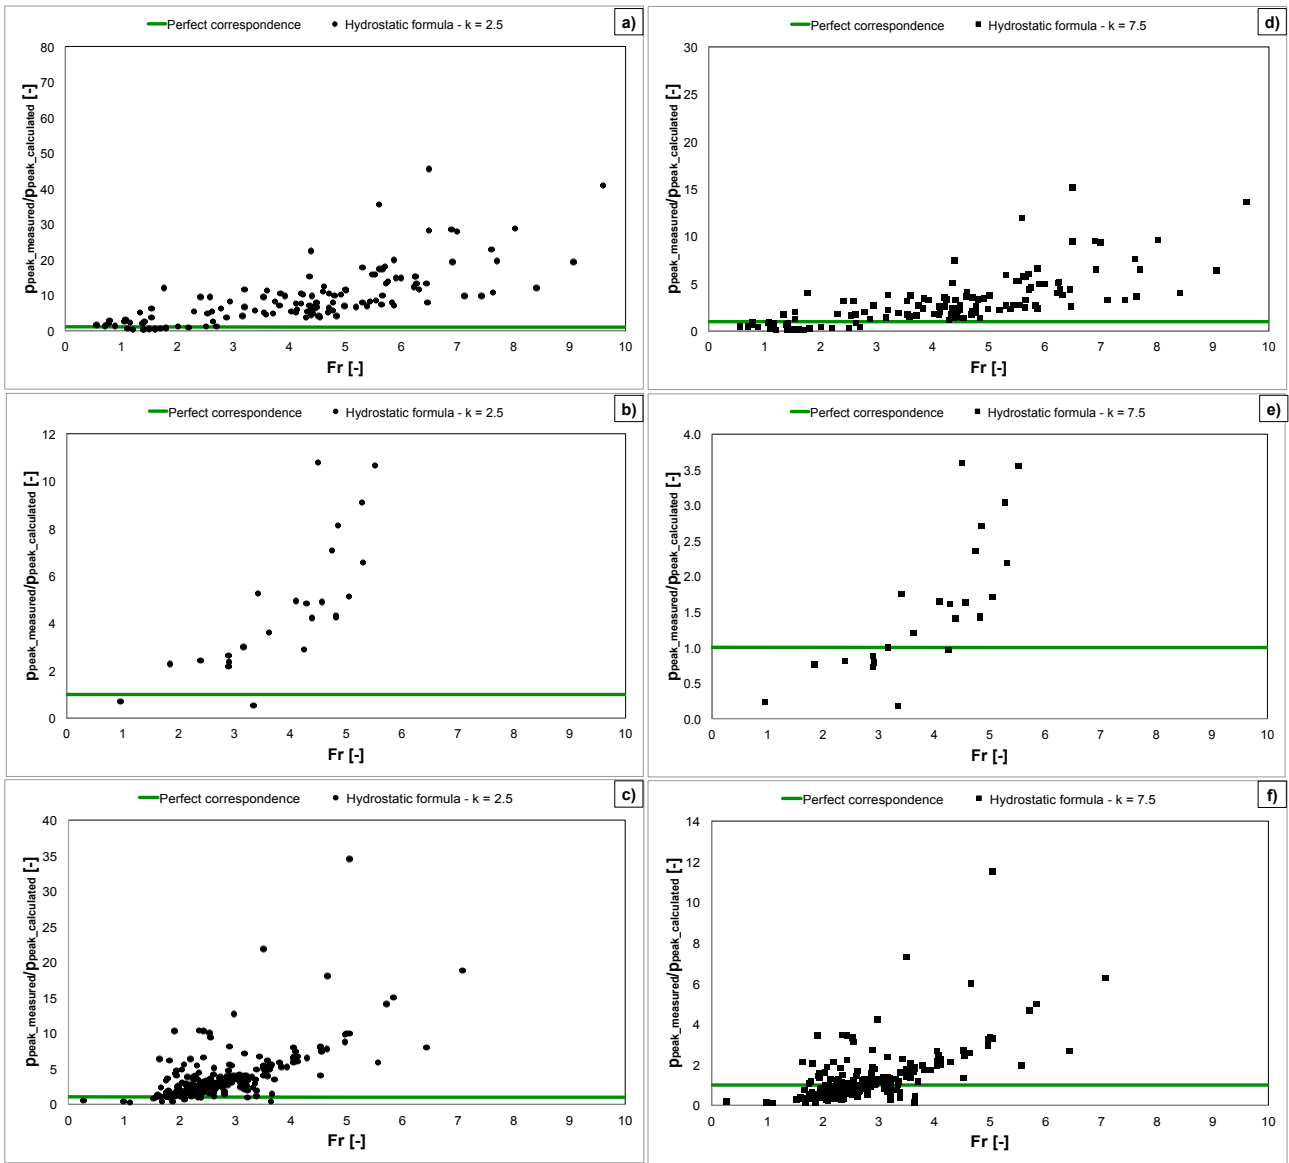 Perfect correspondence Hydrostatic formula - k = 2.5 a)
80
70
60
50
40
30
20
10
0
0 1 2 3 4 5 6 7 8 9 10
ppeak_measured/ppeak_calculated [-]
Fr [-]
Perfect correspondence Hydrostatic formula - k = 7.5 d)
30
25
20
15
10
5
0
0 1 2 3 4 5 6 7 8 9 10
ppeak_measured/ppeak_calculated [-]
Fr [-]
Perfect correspondence Hydrostatic formula - k = 2.5 b)
12
10
8
6
4
2
0
0 1 2 3 4 5 6 7 8 9 10
ppeak_measured/ppeak_calculated [-]
Fr [-]
Perfect correspondence Hydrostatic formula - k = 7.5 e)
4.0
3.5
3.0
2.5
2.0
1.5
1.0
0.5
0.0
0 1 2 3 4 5 6 7 8 9 10
ppeak_measured/ppeak_calculated [-]
Fr [-]
Perfect correspondence Hydrostatic formula - k = 2.5 c)
40
35
30
25
20
15
10
5
0
0 1 2 3 4 5 6 7 8 9 10
ppeak_measured/ppeak_calculated [-]
Fr [-]
Perfect correspondence Hydrostatic formula - k = 7.5 f)
14
12
10
8
6
4
2
0
0 1 2 3 4 5 6 7 8 9 10
ppeak_measured/ppeak_calculated [-]
Fr [-]